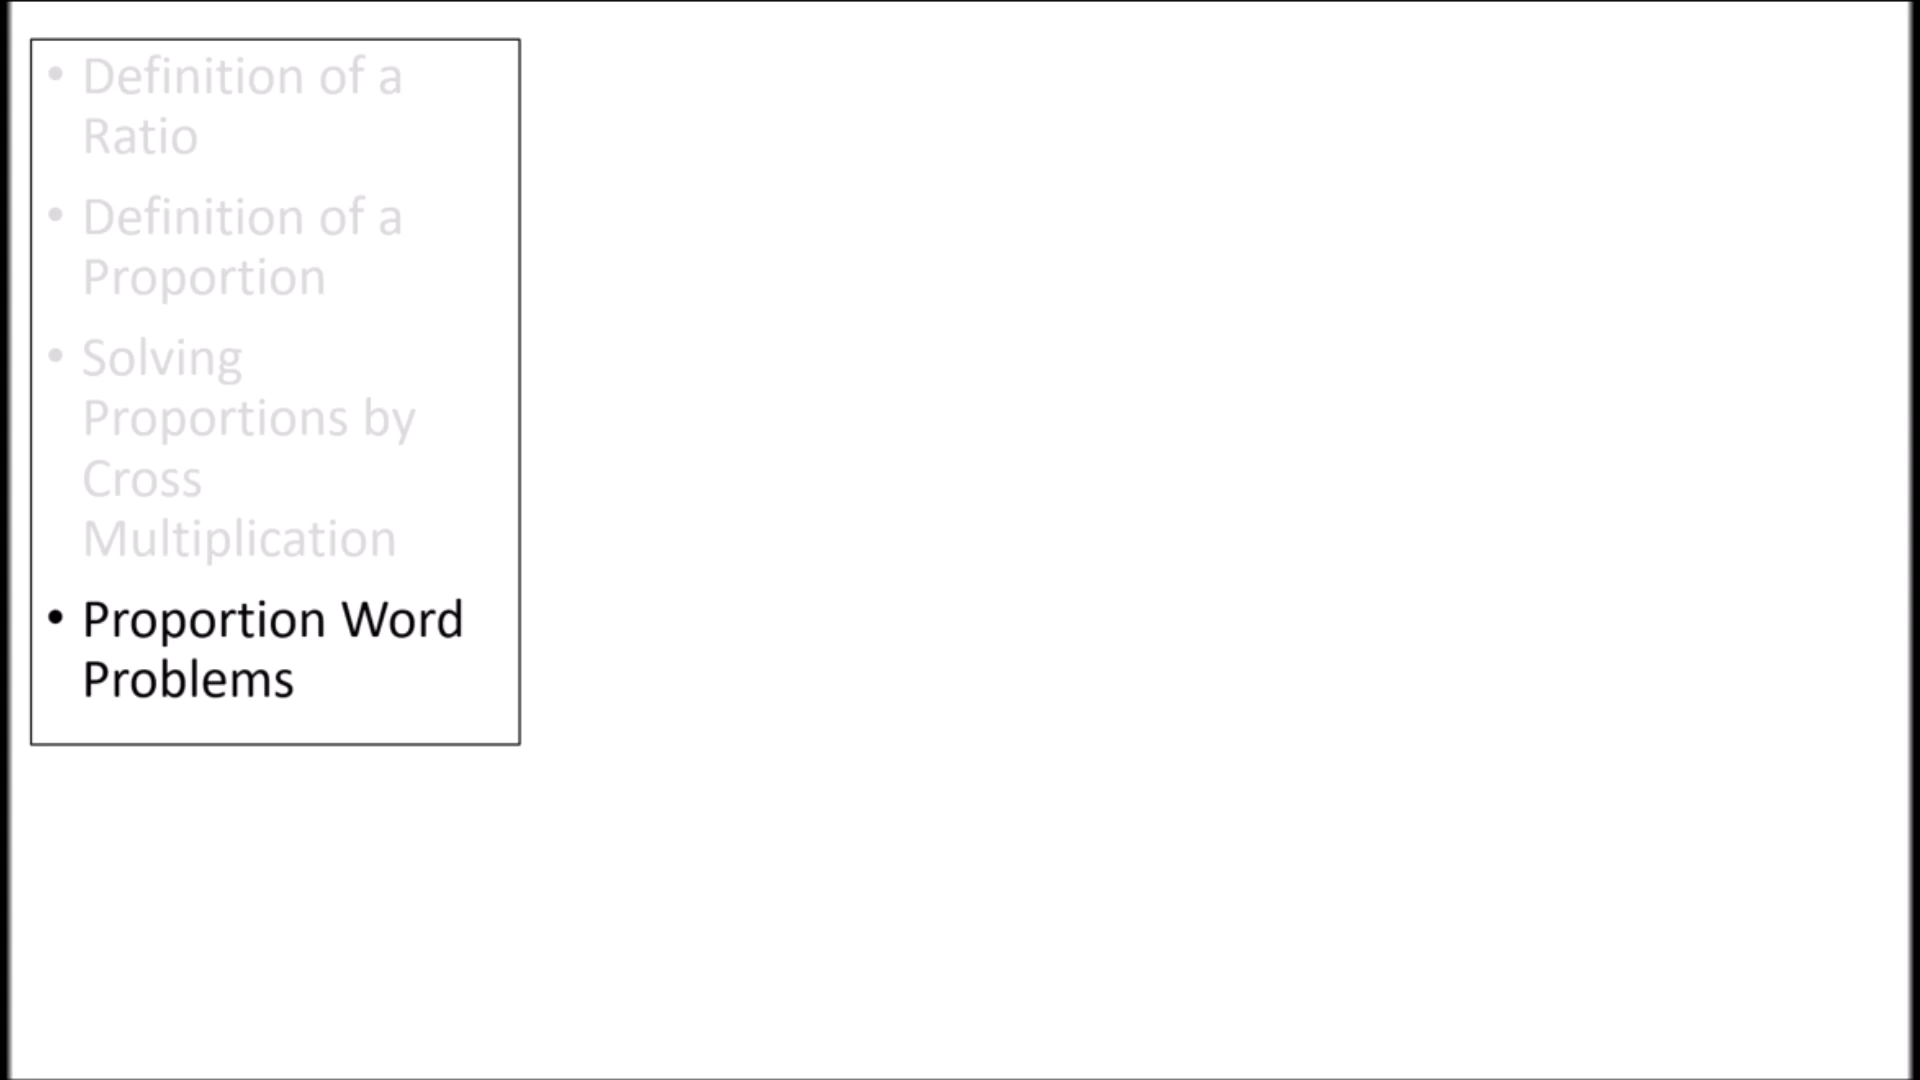 • Definition of a
Ratio
• Definition of a
Proportion
• Solving
Proportions by
Cross
Multiplication
• Proportion Word
Problems